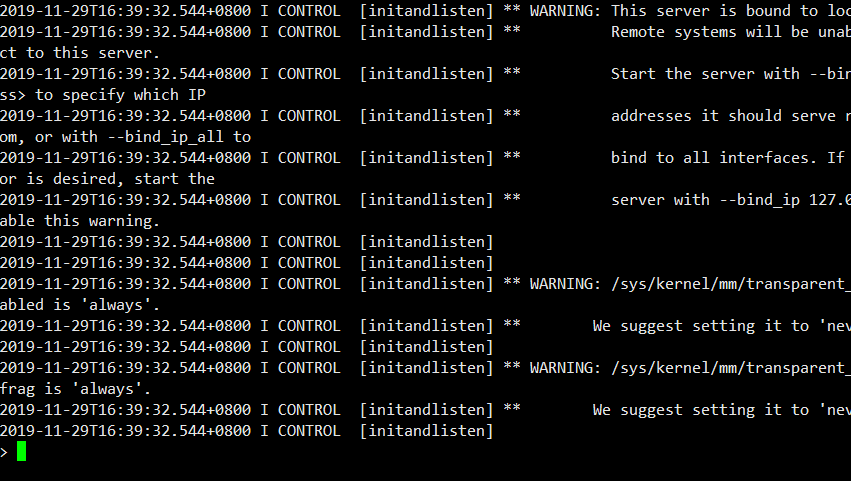 2019-11-29T16:39:32.544+0800 I CONTROL  [initandlisten] ** WARNING: This server is bound to loc
2019-11-29T16:39:32.544+0800 I CONTROL  [initandlisten] **          Remote systems will be unab
ct to this server.
2019-11-29T16:39:32.544+0800 I CONTROL  [initandlisten] **          Start the server with --bin
ss> to specify which IP
2019-11-29T16:39:32.544+0800 I CONTROL  [initandlisten] **          addresses it should serve r
om, or with --bind_ip_all to
2019-11-29T16:39:32.544+0800 I CONTROL  [initandlisten] **          bind to all interfaces. If
or is desired, start the
2019-11-29T16:39:32.544+0800 I CONTROL  [initandlisten] **          server with --bind_ip 127.0
able this warning.
2019-11-29T16:39:32.544+0800 I CONTROL  [initandlisten]
2019-11-29T16:39:32.544+0800 I CONTROL  [initandlisten]
2019-11-29T16:39:32.544+0800 I CONTROL  [initandlisten] ** WARNING: /sys/kernel/mm/transparent_
abled is 'always'.
2019-11-29T16:39:32.544+0800 I CONTROL  [initandlisten] **        We suggest setting it to 'nev
2019-11-29T16:39:32.544+0800 I CONTROL  [initandlisten]
2019-11-29T16:39:32.544+0800 I CONTROL  [initandlisten] ** WARNING: /sys/kernel/mm/transparent_
frag is 'always'.
2019-11-29T16:39:32.544+0800 I CONTROL  [initandlisten] **        We suggest setting it to 'nev
2019-11-29T16:39:32.544+0800 I CONTROL  [initandlisten]
>